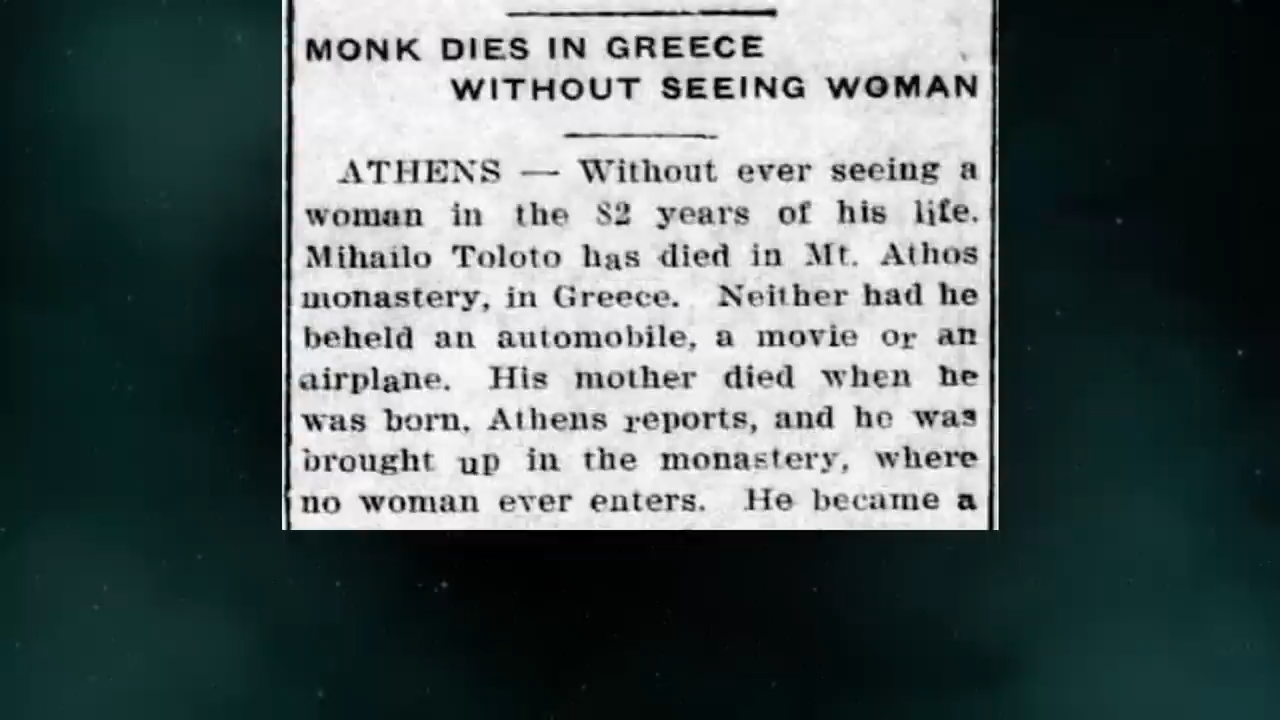 MONK DIES IN GREECE
WITHOUT SEEING WOMAN
ATHENS — Without ever seeing a
woman in the 82 years of his life.
Mihailo Toloto has died in Mt. Athos
monastery, in Greece. Neither had he
beheld an automobile, a movie or an
airplane. His mother died when he
was born, Athens reports, and he was
brought up in the monastery, where
no woman ever enters. He became a